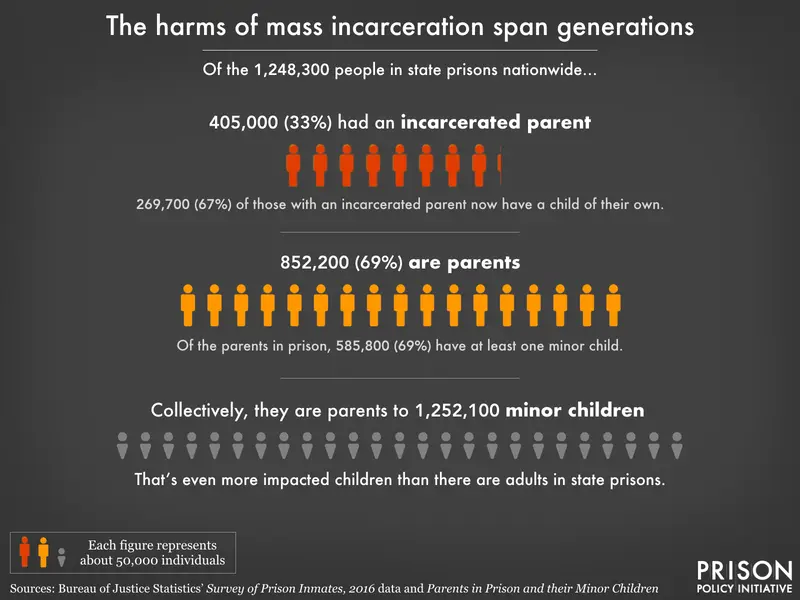 The harms of mass incarceration span generations
Of the 1,248,300 people in state prisons nationwide...
405,000 (33%) had an incarcerated parent
269,700 (67%) of those with an incarcerated parent now have a child of their own.
852,200 (69%) are parents
Of the parents in prison, 585,800 (69%) have at least one minor child.
Collectively, they are parents to 1,252,100 minor children
That's even more impacted children than there are adults in state prisons.
Each figure represents
about 50,000 individuals
Sources: Bureau of Justice Statistics' Survey of Prison Inmates, 2016 data and Parents in Prison and their Minor Children
PRISON
POLICY INITIATIVE